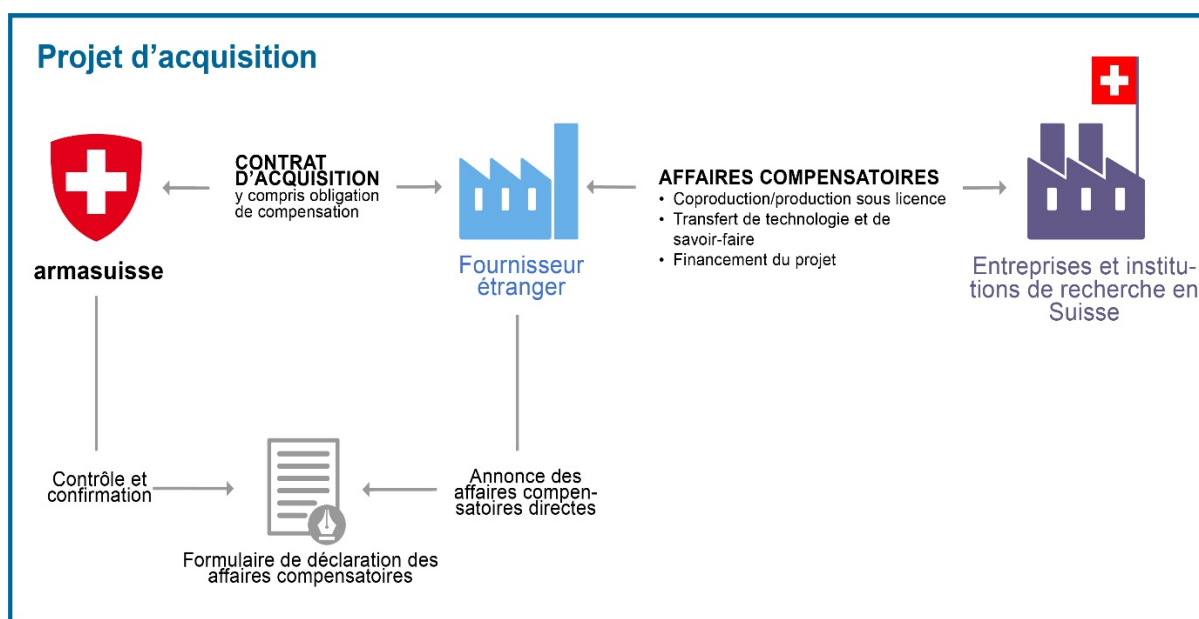 Projet d’acquisition
CONTRAT
D’ACQUISITION
y compris obligation
de compensation
AFFAIRES COMPENSATOIRES
• Coproduction/production sous licence
• Transfert de technologie et de
savoir-faire
• Financement du projet
armasuisse
Fournisseur
étranger
Entreprises et institu-
tions de recherche en
Suisse
Contrôle et
confirmation
Annonce des
affaires compen-
satoires directes
Formulaire de déclaration des
affaires compensatoires